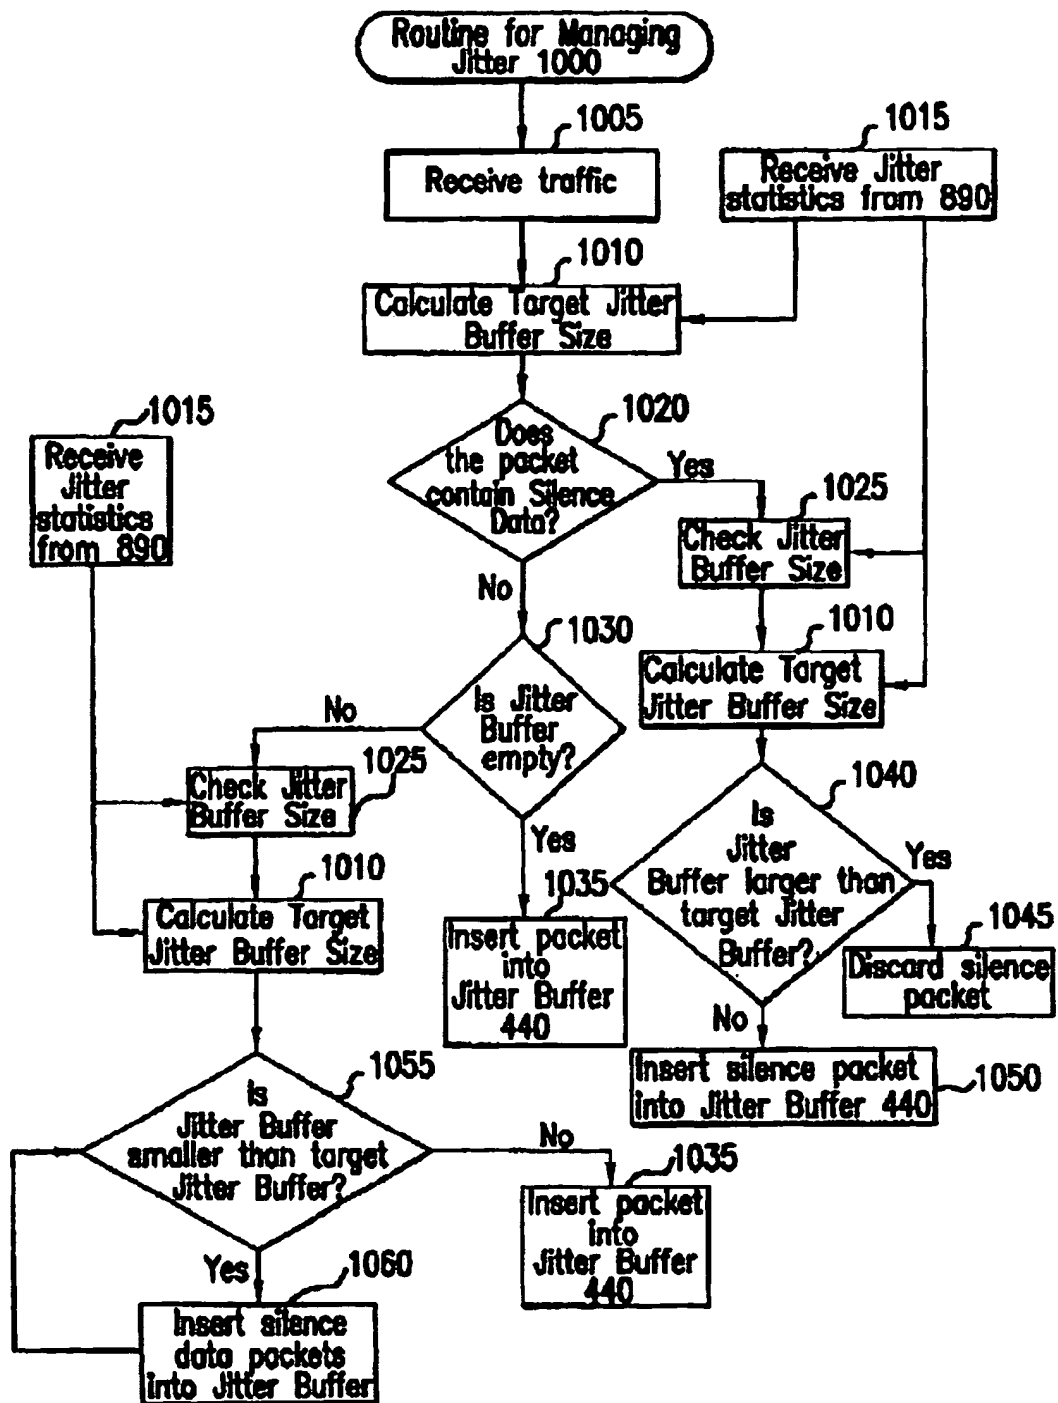 Routine for Managing
Jitter 1000
1005
Receive traffic
1015
Receive Jitter
statistics from 890
1010
Calculate Target Jitter
Buffer Size
1020
Does
the packet
contain Silence
Data?
Yes
No
1015
Receive
Jitter
statistics
from 890
1025
Check Jitter
Buffer Size
1010
Calculate Target
Jitter Buffer Size
1030
Is Jitter
Buffer
empty?
No
Yes
1025
Check Jitter
Buffer Size
1010
Calculate Target
Jitter Buffer Size
1035
Insert packet
into
Jitter Buffer
440
1040
Is
Jitter
Buffer larger than
target Jitter
Buffer?
Yes
No
1045
Discard silence
packet
1050
Insert silence packet
into Jitter Buffer 440
1055
Is
Jitter Buffer
smaller than target
Jitter Buffer?
No
Yes
1035
Insert packet
into
Jitter Buffer
440
1060
Insert silence
data packets
into Jitter Buffer